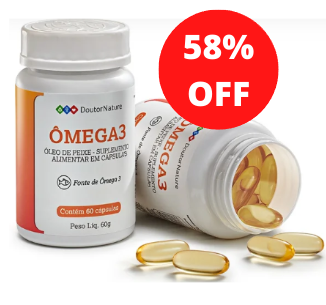 58%
OFF
DoutorNature
ÔMEGA3
ÓLEO DE PEIXE - SUPLEMENTO
ALIMENTAR EM CÁPSULAS
Fonte de Ômega 3
Contém 60 cápsulas
Peso Líq. 60g
DoutorNature
OMEGA3